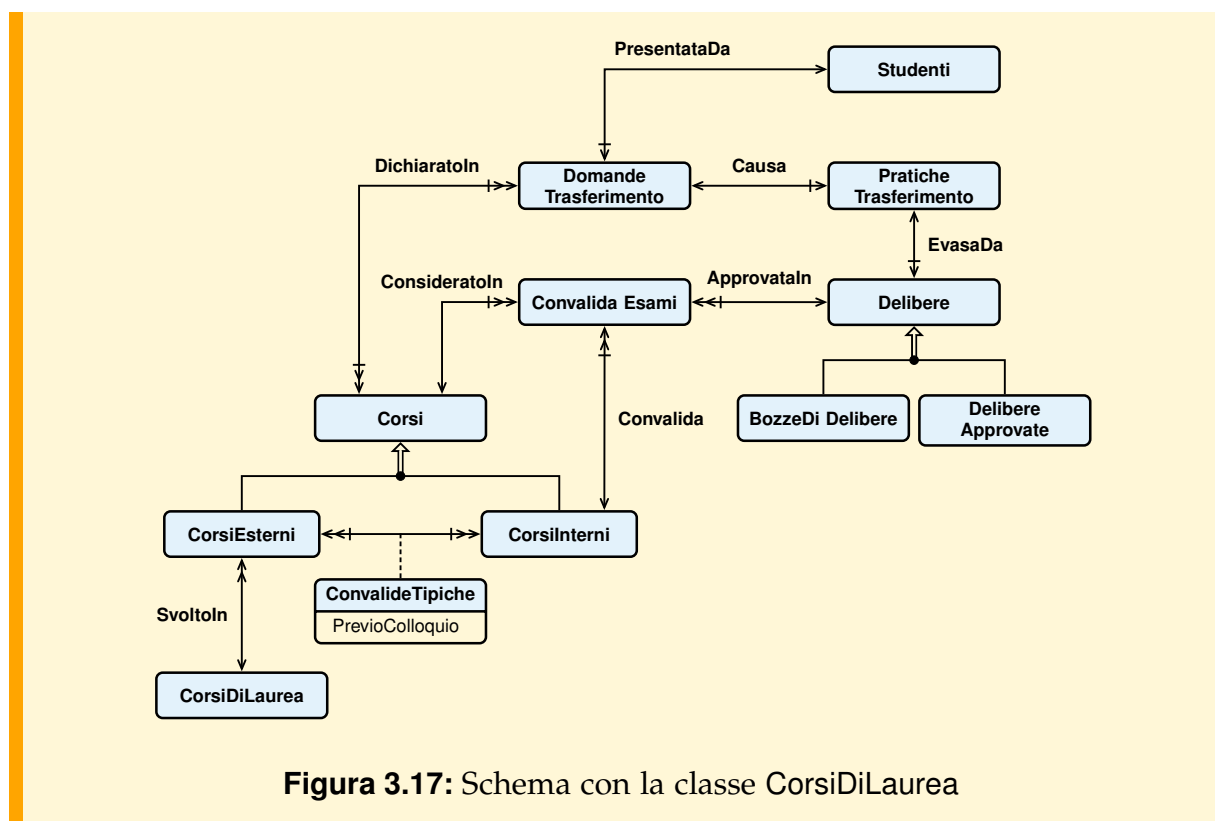 PresentataDa
Studenti
DichiaratoIn
Domande
Trasferimento
Causa
Pratiche
Trasferimento
EvasaDa
ConsideratoIn
Convalida Esami
ApprovataIn
Delibere
Corsi
Convalida
BozzeDi Delibere
Delibere
Approvate
CorsiEsterni
CorsiInterni
ConvalideTipiche
PrevioColloquio
SvoltoIn
CorsiDiLaurea
Figura 3.17: Schema con la classe CorsiDiLaurea